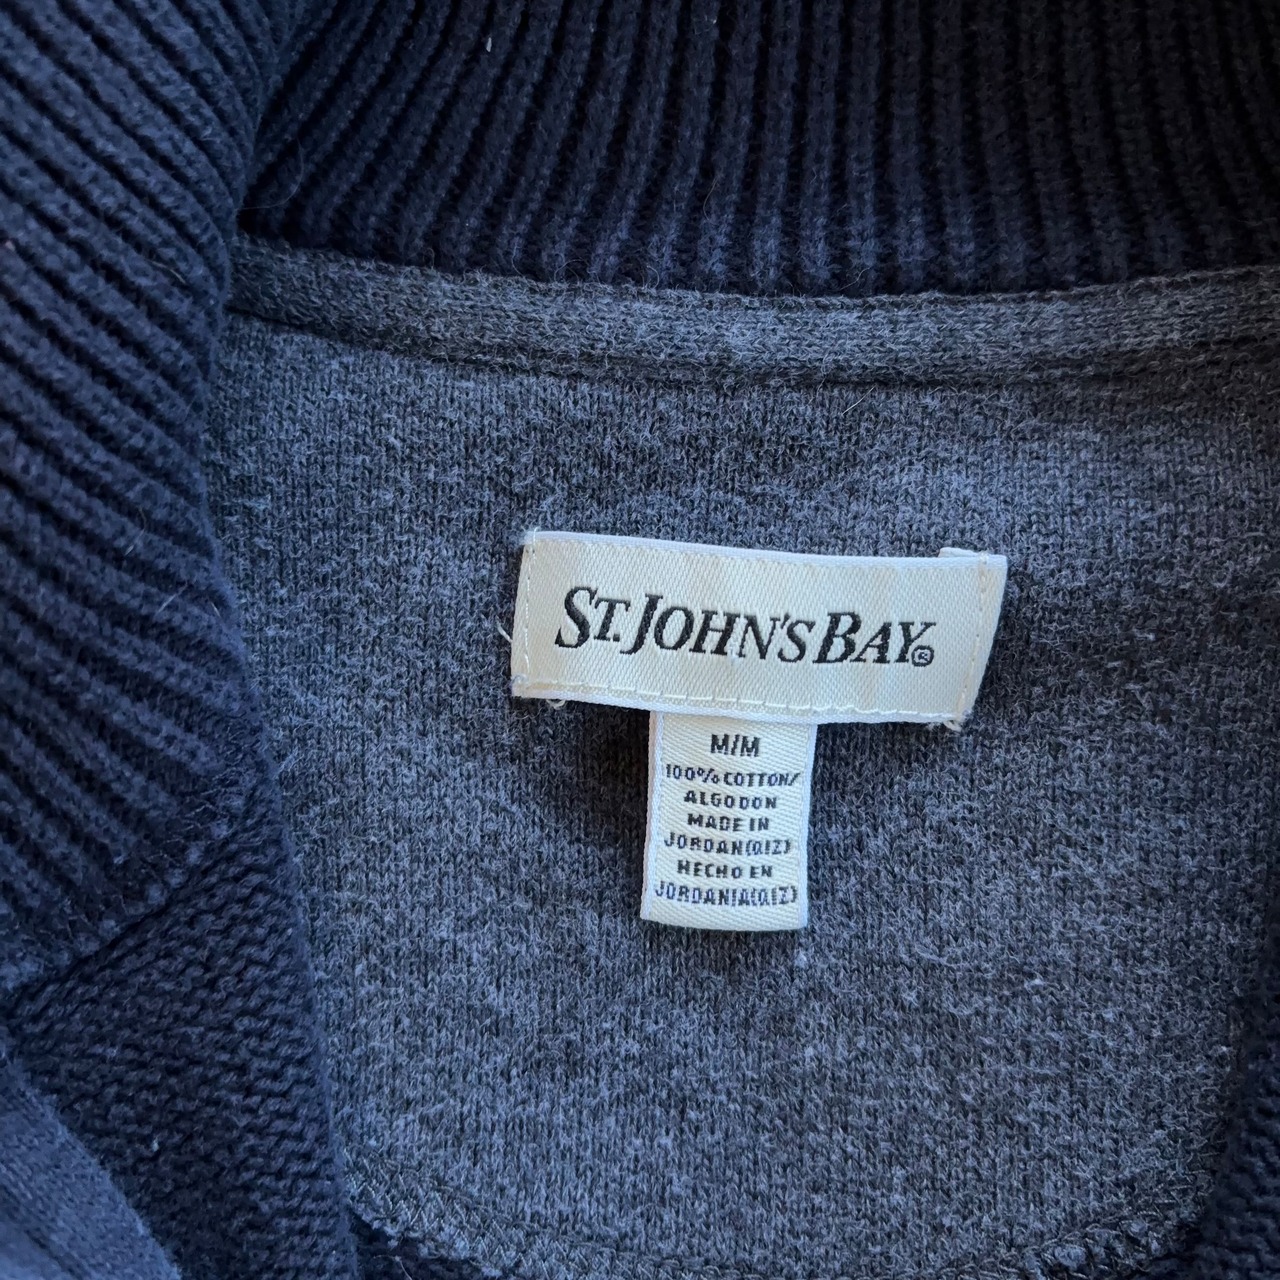 ST. JOHN'S BAY®
M/M
100% COTTON/
ALGODON
MADE IN
JORDAN(QIZ)
HECHO EN
JORDANIA(QIZ)